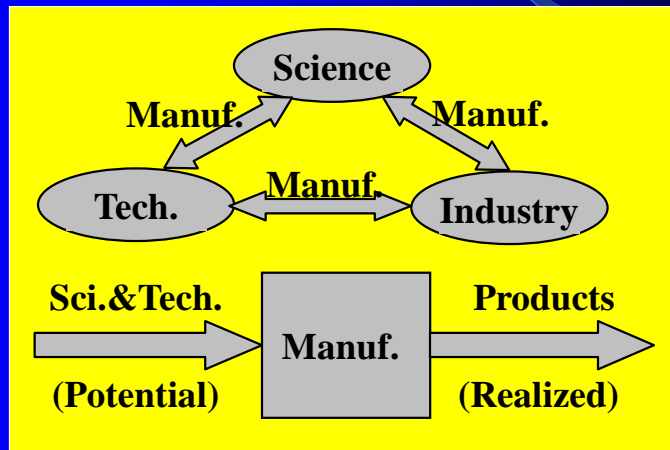 Science
Manuf. Manuf.
Manuf.
Tech. Industry
Sci.&Tech. Products
Manuf.
(Potential) (Realized)